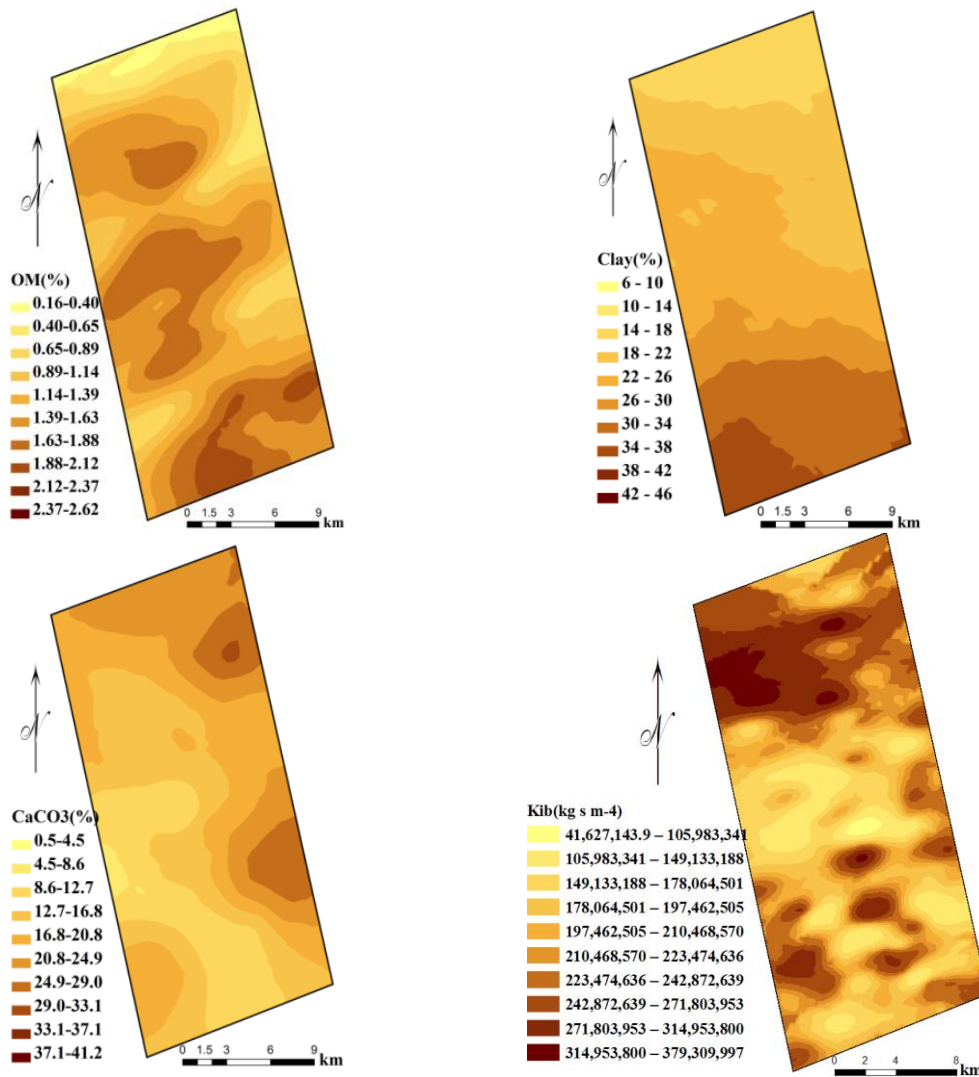 N
OM(%)
0.16-0.40
0.40-0.65
0.65-0.89
0.89-1.14
1.14-1.39
1.39-1.63
1.63-1.88
1.88-2.12
2.12-2.37
2.37-2.62
0 1.5 3 6 9
km
N
Clay(%)
6 - 10
10 - 14
14 - 18
18 - 22
22 - 26
26 - 30
30 - 34
34 - 38
38 - 42
42 - 46
0 1.5 3 6 9
km
N
CaCO3(%)
0.5-4.5
4.5-8.6
8.6-12.7
12.7-16.8
16.8-20.8
20.8-24.9
24.9-29.0
29.0-33.1
33.1-37.1
37.1-41.2
0 1.5 3 6 9
km
N
Kib(kg s m-4)
41,627,143.9 – 105,983,341
105,983,341 – 149,133,188
149,133,188 – 178,064,501
178,064,501 – 197,462,505
197,462,505 – 210,468,570
210,468,570 – 223,474,636
223,474,636 – 242,872,639
242,872,639 – 271,803,953
271,803,953 – 314,953,800
314,953,800 – 379,309,997
0 2 4 8
km